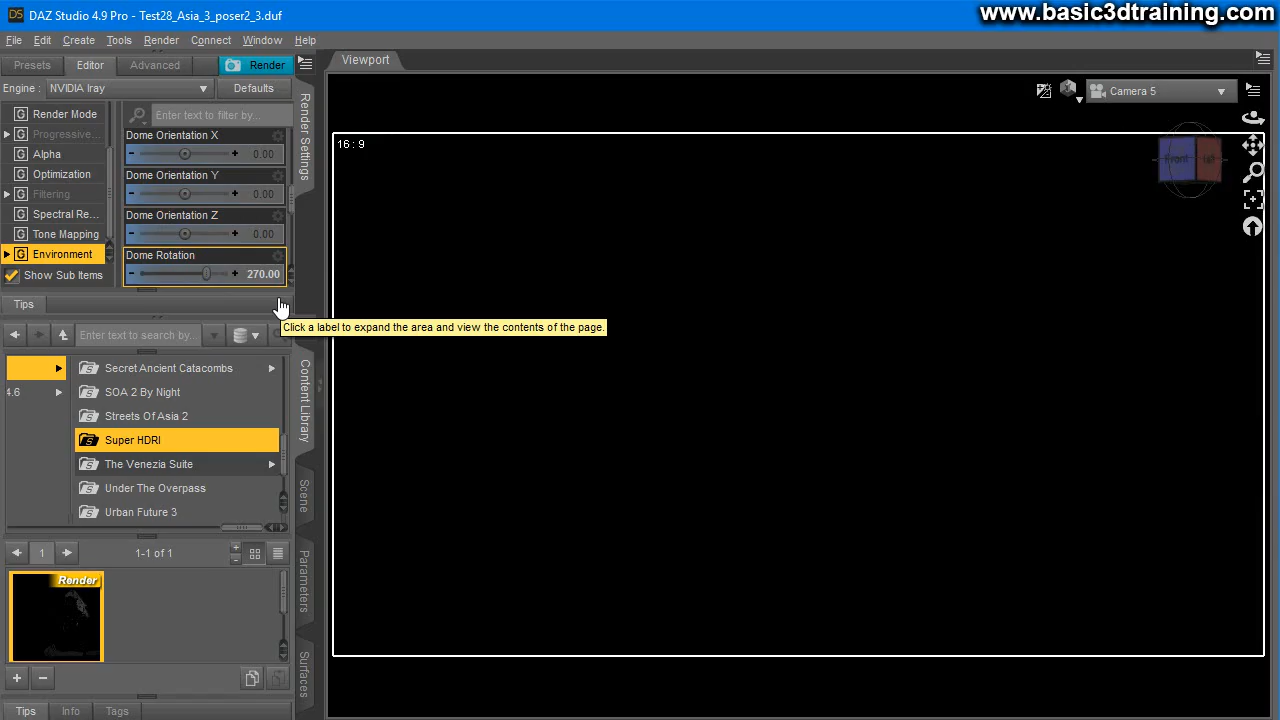 DAZ Studio 4.9 Pro - Test28_Asia_3_poser2_3.duf
www.basic3dtraining.com
File Edit Create Tools Render Connect Window Help
Presets Editor Advanced Render
Viewport
Engine : NVIDIA Iray Defaults
Camera 5
Render Mode
Progressive...
Alpha
Optimization
Filtering
Spectral Re...
Tone Mapping
Environment
Show Sub Items
Enter text to filter by...
Dome Orientation X
0.00
Dome Orientation Y
0.00
Dome Orientation Z
0.00
Dome Rotation
270.00
Render Settings
16 : 9
Front
Tips
Click a label to expand the area and view the contents of the page.
Enter text to search by...
4.6
Secret Ancient Catacombs
SOA 2 By Night
Streets Of Asia 2
Super HDRI
The Venezia Suite
Under The Overpass
Urban Future 3
Content Library
Scene
Parameters
Surfaces
1
1-1 of 1
Render
Tips Info Tags